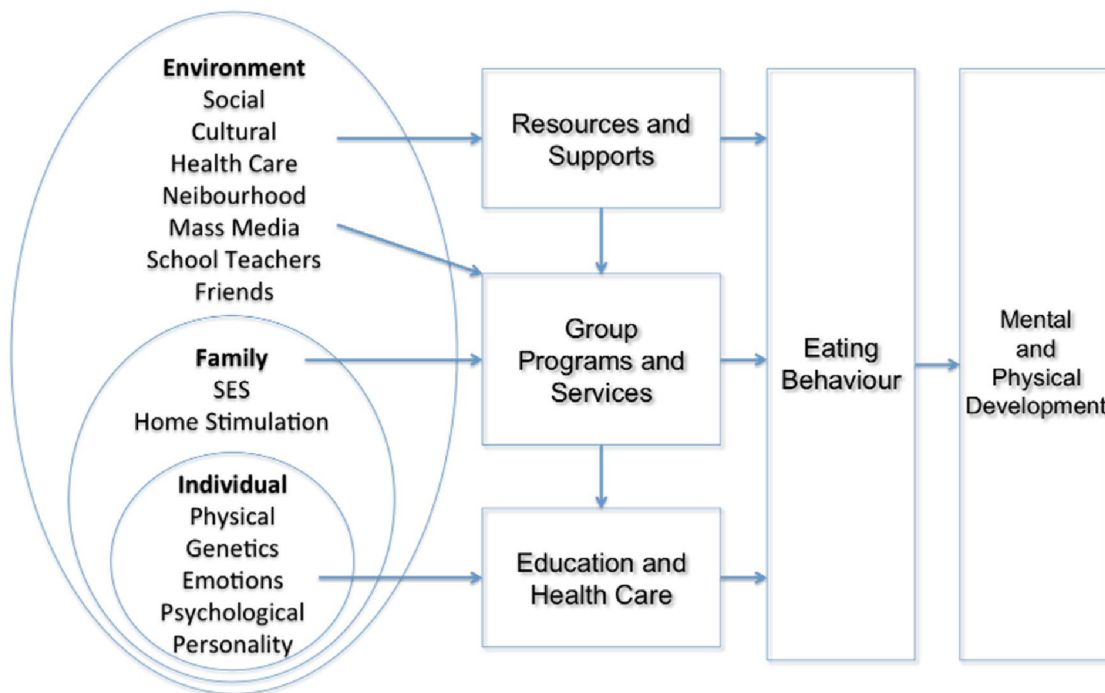 Environment
Social
Cultural
Health Care
Neibourhood
Mass Media
School Teachers
Friends
Family
SES
Home Stimulation
Individual
Physical
Genetics
Emotions
Psychological
Personality
Resources and
Supports
Group
Programs and
Services
Education and
Health Care
Eating
Behaviour
Mental
and
Physical
Development